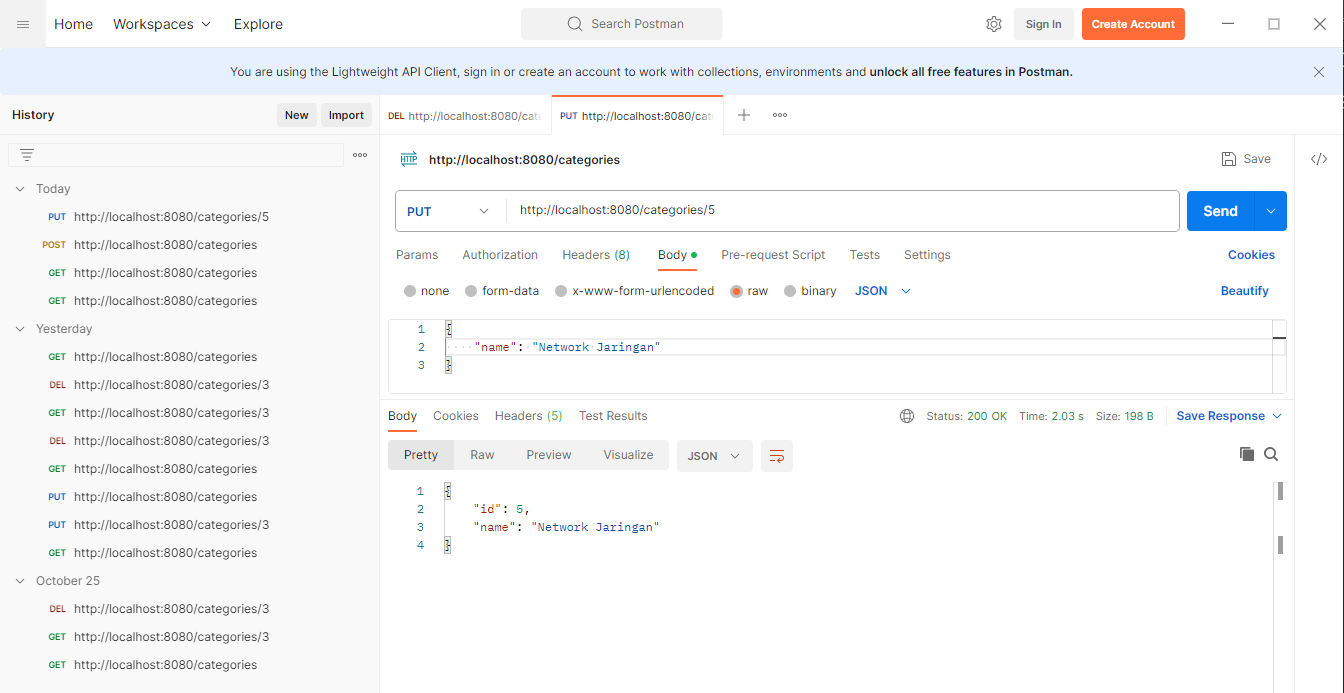 Home Workspaces Explore Search Postman Sign In Create Account
You are using the Lightweight API Client, sign in or create an account to work with collections, environments and unlock all free features in Postman.
History New Import
Today
PUT http://localhost:8080/categories/5
POST http://localhost:8080/categories
GET http://localhost:8080/categories
GET http://localhost:8080/categories
Yesterday
GET http://localhost:8080/categories
DEL http://localhost:8080/categories/3
GET http://localhost:8080/categories/3
DEL http://localhost:8080/categories/3
GET http://localhost:8080/categories
PUT http://localhost:8080/categories
PUT http://localhost:8080/categories/3
GET http://localhost:8080/categories
October 25
DEL http://localhost:8080/categories/3
GET http://localhost:8080/categories/3
GET http://localhost:8080/categories
DEL http://localhost:8080/cate PUT http://localhost:8080/cat
HTTP http://localhost:8080/categories Save </>
PUT http://localhost:8080/categories/5 Send
Params Authorization Headers (8) Body Pre-request Script Tests Settings Cookies
none form-data x-www-form-urlencoded raw binary JSON Beautify
1 {
2 "name": "Network Jaringan"
3 }
Body Cookies Headers (5) Test Results Status: 200 OK Time: 2.03 s Size: 198 B Save Response
Pretty Raw Preview Visualize JSON
1 {
2 "id": 5,
3 "name": "Network Jaringan"
4 }